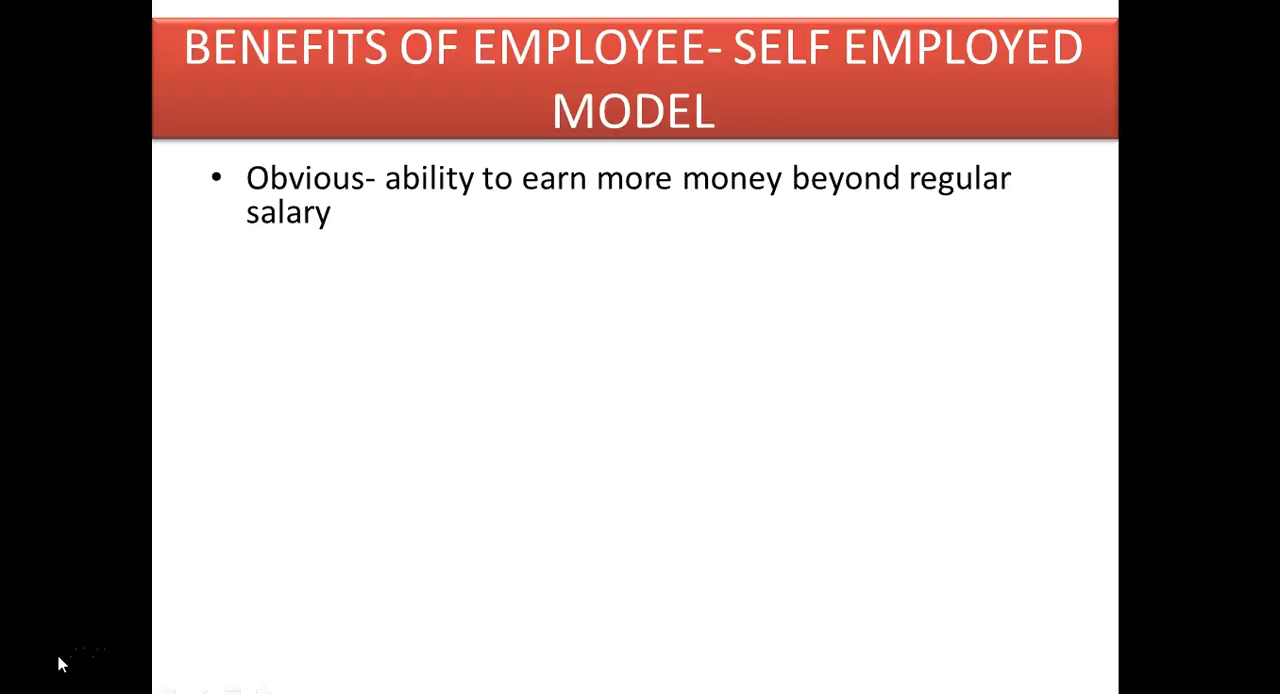 BENEFITS OF EMPLOYEE- SELF EMPLOYED
MODEL
• Obvious- ability to earn more money beyond regular
salary